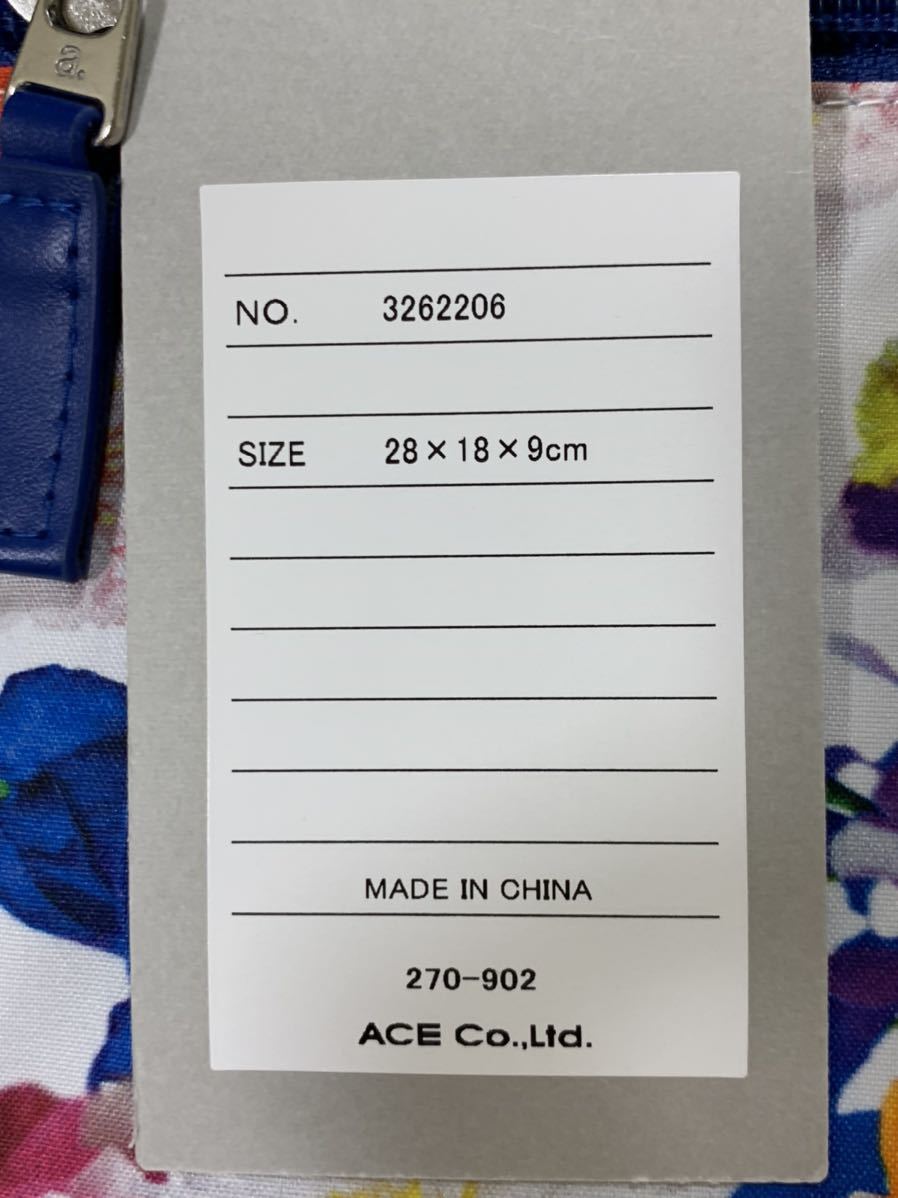 a.
NO. 3262206
SIZE 28×18×9cm
MADE IN CHINA
270-902
ACE Co.,Ltd.